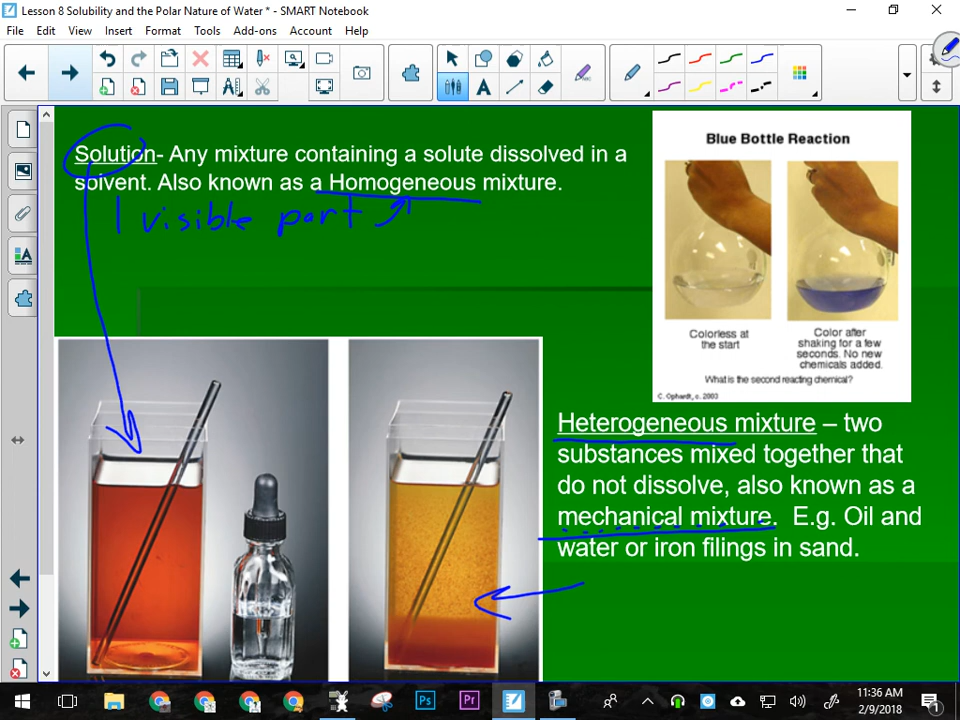 Lesson 8 Solubility and the Polar Nature of Water * - SMART Notebook
File Edit View Insert Format Tools Add-ons Account Help
Solution- Any mixture containing a solute dissolved in a
solvent. Also known as a Homogeneous mixture.
1 visible part
Blue Bottle Reaction
Colorless at
the start
Color after
shaking for a few
seconds. No new
chemicals added.
What is the second reacting chemical?
C. Ophardt, c. 2003
Heterogeneous mixture – two
substances mixed together that
do not dissolve, also known as a
mechanical mixture. E.g. Oil and
water or iron filings in sand.
Ps
Pr
11:36 AM
2/9/2018
1